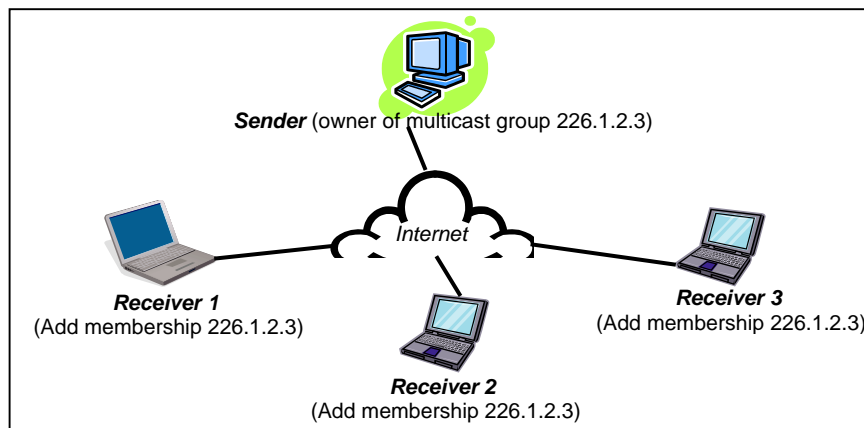 Sender (owner of multicast group 226.1.2.3)
Internet
Receiver 1
(Add membership 226.1.2.3)
Receiver 2
(Add membership 226.1.2.3)
Receiver 3
(Add membership 226.1.2.3)